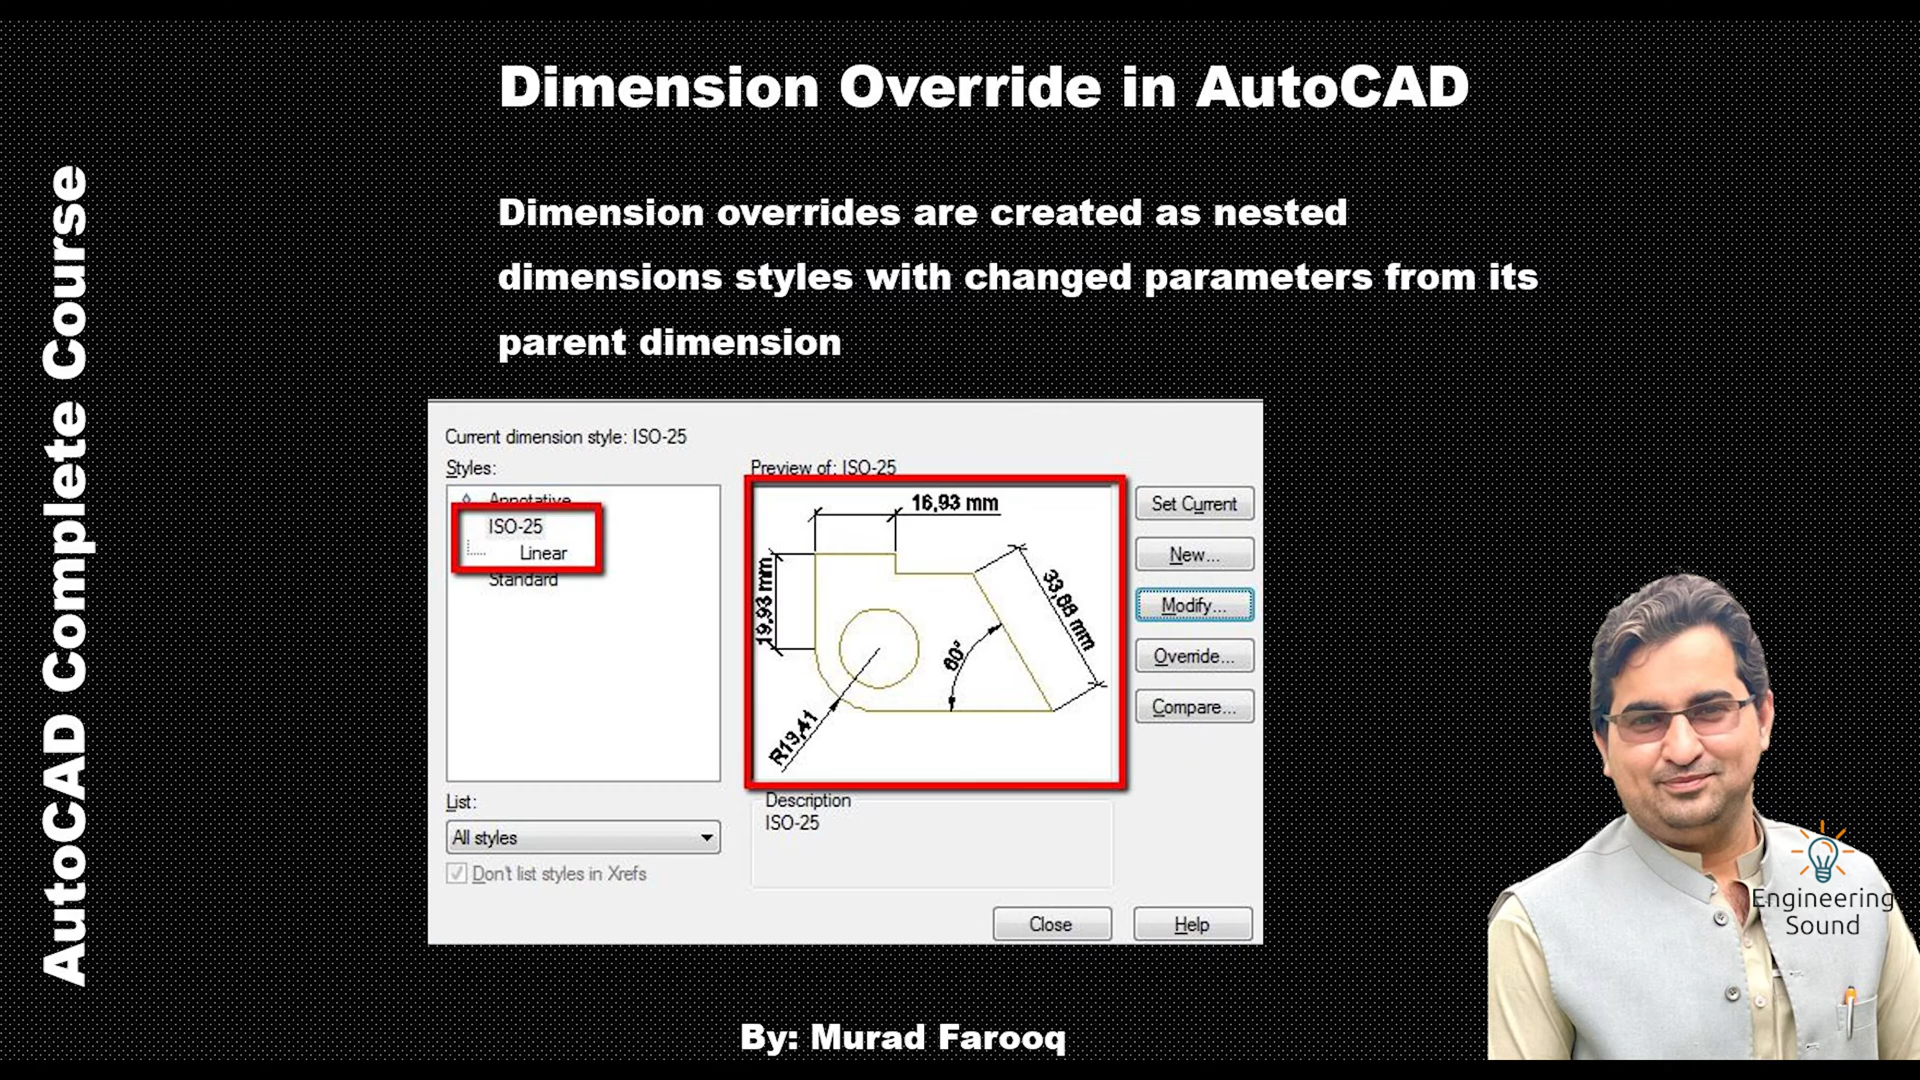 Dimension Override in AutoCAD
AutoCAD Complete Course
Dimension overrides are created as nested
dimensions styles with changed parameters from its
parent dimension
Current dimension style: ISO-25
Styles:
Annotative
ISO-25
Linear
Standard
Preview of: ISO-25
16,93 mm
19,93 mm
33,68 mm
60°
R13,41
Set Current
New...
Modify...
Override...
Compare...
List:
All styles
Don't list styles in Xrefs
Description
ISO-25
Close
Help
Engineering
Sound
By: Murad Farooq